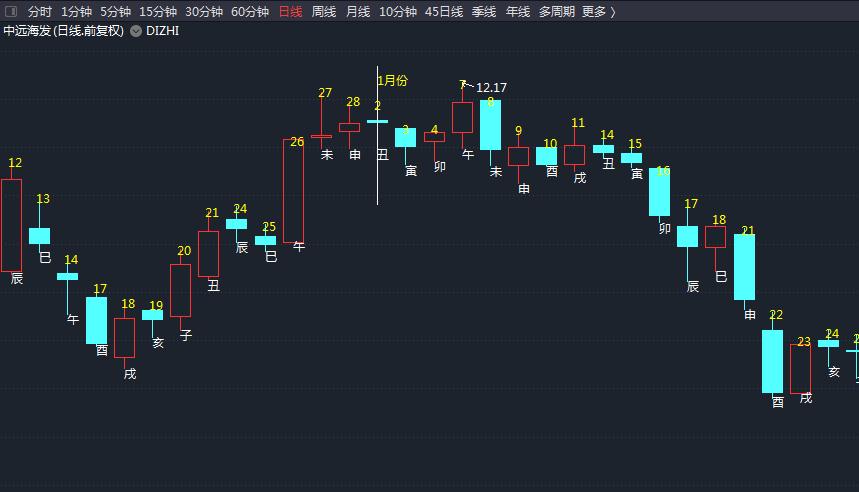 分时 1分钟 5分钟 15分钟 30分钟 60分钟 日线 周线 月线 10分钟 45日线 季线 年线 多周期 更多 〉
中远海发(日线.前复权) DIZHI
1月份
12.17
12 辰
13 巳
14 午
17 酉
18 戌
19 亥
20 子
21 丑
24 辰
25 巳
26 午
27 未
28 申
2 丑
3 寅
4 卯
7 午
8 未
9 申
10 酉
11 戌
14 丑
15 寅
16 卯
17 辰
18 巳
21 申
22 酉
23 戌
24 亥